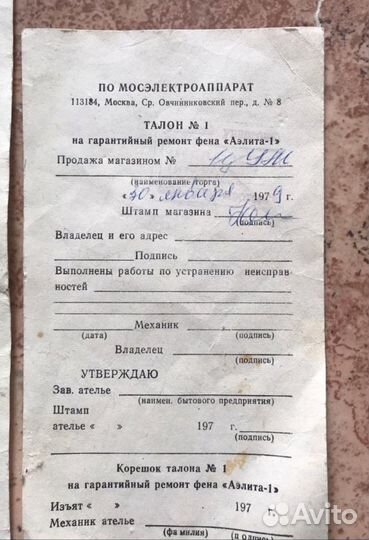 ПО МОСЭЛЕКТРОАППАРАТ
113184, Москва, Ср. Овчинниковский пер., д. № 8
ТАЛОН № 1
на гарантийный ремонт фена «Аэлита-1»
Продажа магазином №
(наименование торга)
«30» января 1979 г.
Штамп магазина
(подпись)
Владелец и его адрес
Подпись
Выполнены работы по устранению неисправ
ностей
Механик
(дата) (подпись)
Владелец
(подпись)
УТВЕРЖДАЮ
Зав. ателье
(наимен. бытового предприятия)
Штамп
ателье « » 197 г.
(подпись)
Корешок талона № 1
на гарантийный ремонт фена «Аэлита-1»
Изъят « » 197 г.
Механик ателье
(фа милия) (п одпись)
Avito